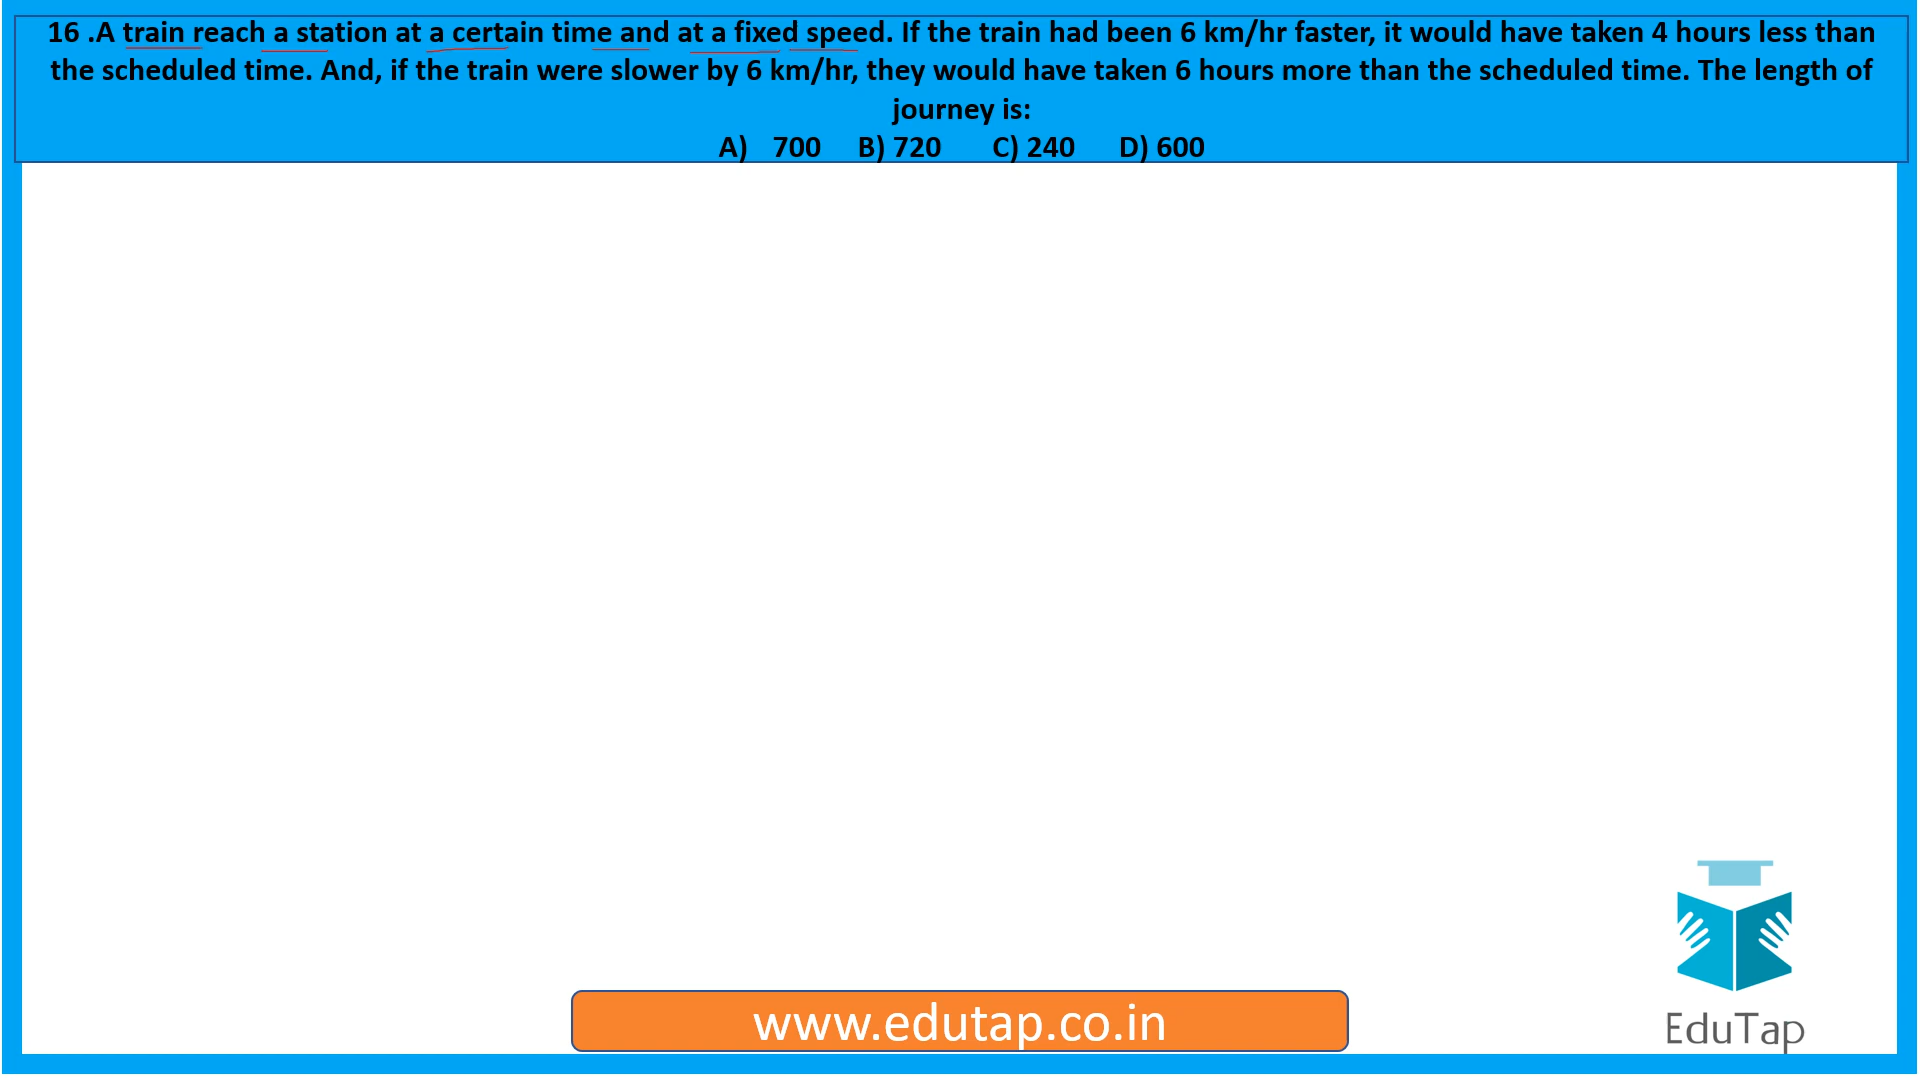 16 .A train reach a station at a certain time and at a fixed speed. If the train had been 6 km/hr faster, it would have taken 4 hours less than
the scheduled time. And, if the train were slower by 6 km/hr, they would have taken 6 hours more than the scheduled time. The length of
journey is:
A) 700 B) 720 C) 240 D) 600
www.edutap.co.in
EduTap